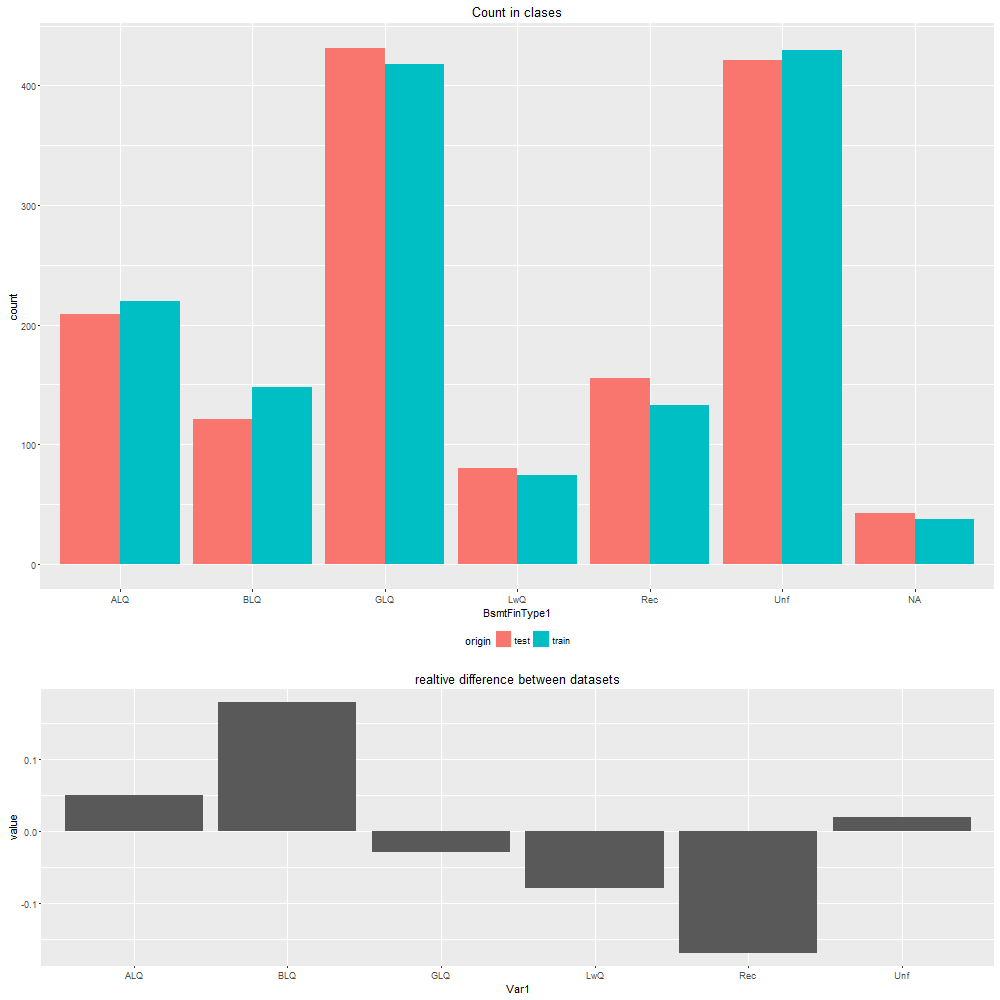 Count in clases
count
400
300
200
100
0
ALQ BLQ GLQ LwQ Rec Unf NA
BsmtFinType1
origin test train
realtive difference between datasets
value
0.1
0.0
-0.1
ALQ BLQ GLQ LwQ Rec Unf
Var1